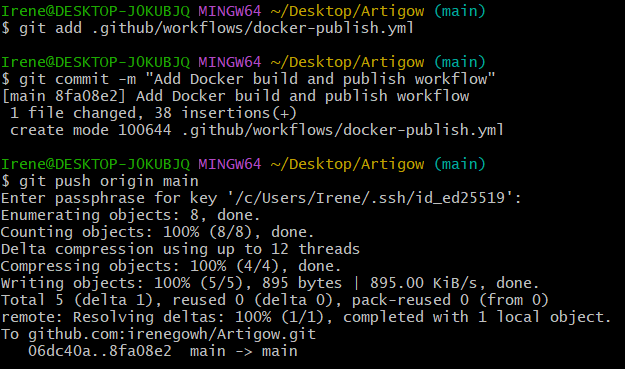 Irene@DESKTOP-J0KUBJQ MINGW64 ~/Desktop/Artigow (main)
$ git add .github/workflows/docker-publish.yml
Irene@DESKTOP-J0KUBJQ MINGW64 ~/Desktop/Artigow (main)
$ git commit -m "Add Docker build and publish workflow"
[main 8fa08e2] Add Docker build and publish workflow
 1 file changed, 38 insertions(+)
 create mode 100644 .github/workflows/docker-publish.yml
Irene@DESKTOP-J0KUBJQ MINGW64 ~/Desktop/Artigow (main)
$ git push origin main
Enter passphrase for key '/c/Users/Irene/.ssh/id_ed25519':
Enumerating objects: 8, done.
Counting objects: 100% (8/8), done.
Delta compression using up to 12 threads
Compressing objects: 100% (4/4), done.
Writing objects: 100% (5/5), 895 bytes | 895.00 KiB/s, done.
Total 5 (delta 1), reused 0 (delta 0), pack-reused 0 (from 0)
remote: Resolving deltas: 100% (1/1), completed with 1 local object.
To github.com:irenegowh/Artigow.git
   06dc40a..8fa08e2  main -> main